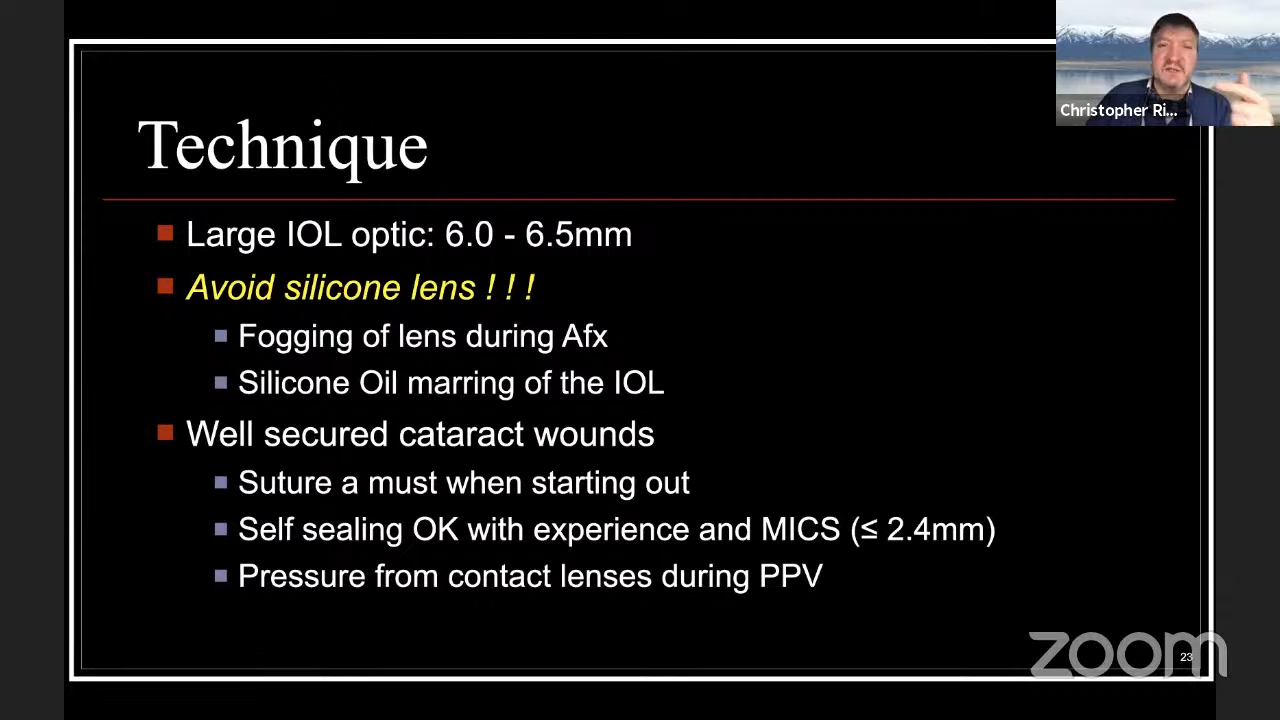 Christopher Ri...
Technique
Large IOL optic: 6.0 - 6.5mm
Avoid silicone lens ! ! !
Fogging of lens during Afx
Silicone Oil marring of the IOL
Well secured cataract wounds
Suture a must when starting out
Self sealing OK with experience and MICS (≤ 2.4mm)
Pressure from contact lenses during PPV
zoom
23